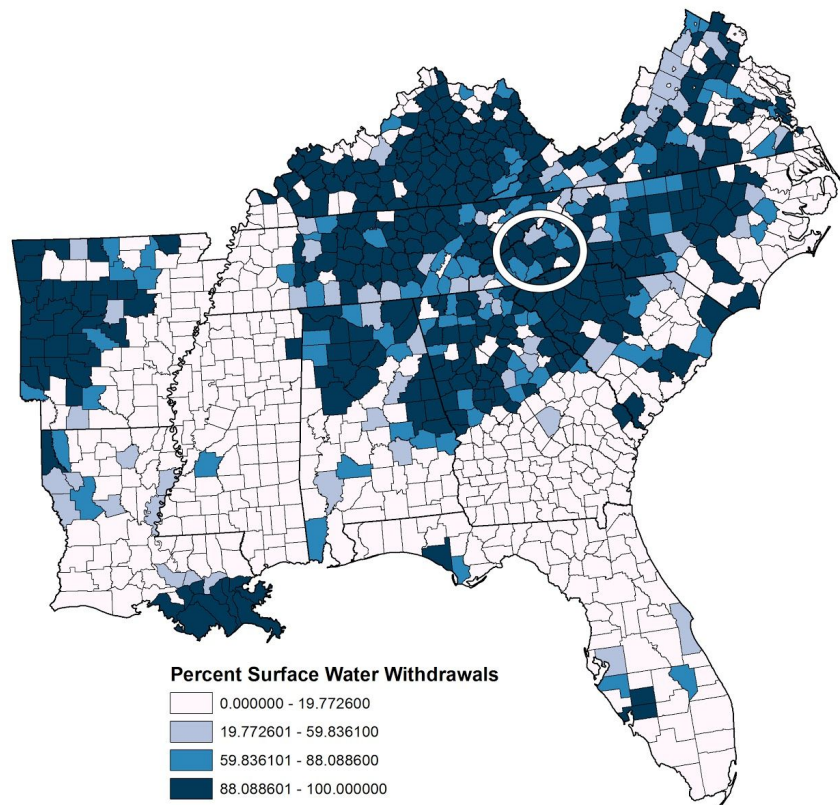 Percent Surface Water Withdrawals
0.000000 - 19.772600
19.772601 - 59.836100
59.836101 - 88.088600
88.088601 - 100.000000